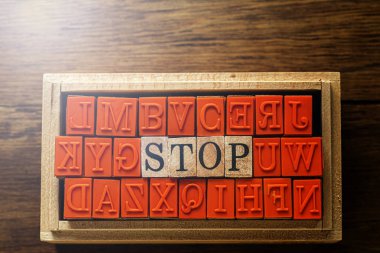 L M B V C E R J
K Y G STOP W U
D A Z X Q